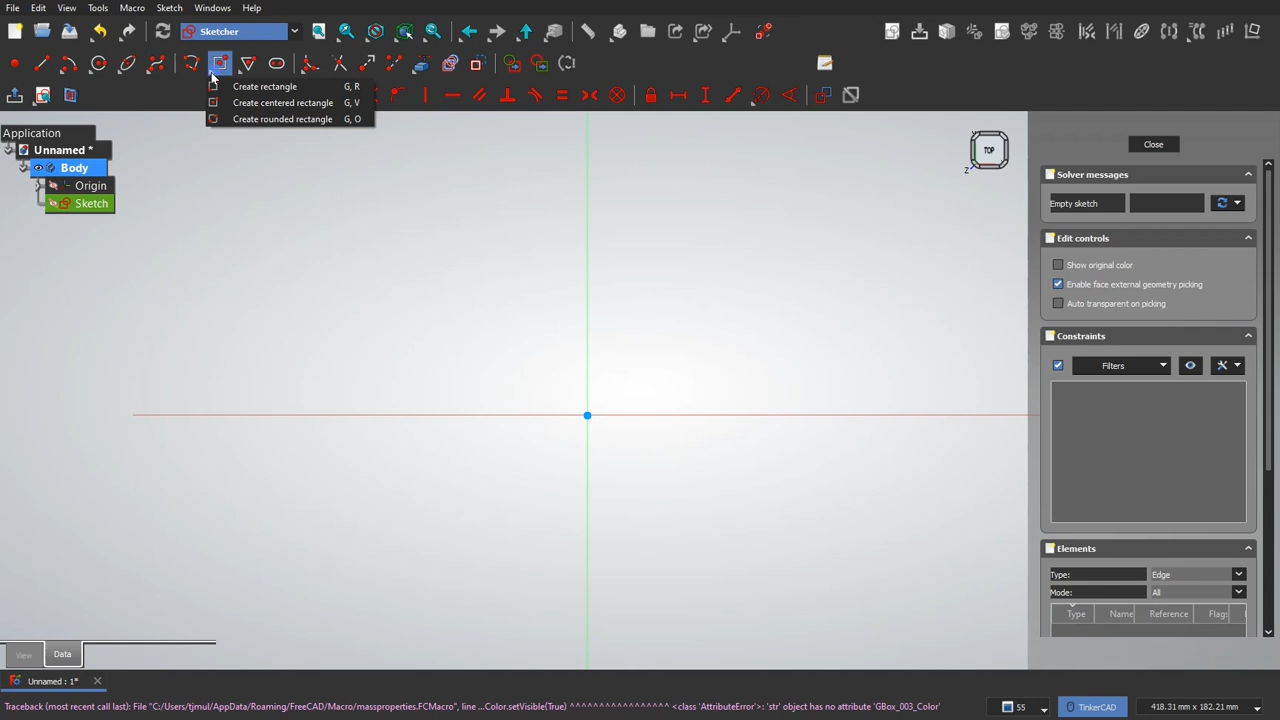 File Edit View Tools Macro Sketch Windows Help
Sketcher
Create rectangle G, R
Create centered rectangle G, V
Create rounded rectangle G, O
Application
Unnamed *
Body
Origin
Sketch
TOP
Z
Close
Solver messages
Empty sketch
Edit controls
Show original color
Enable face external geometry picking
Auto transparent on picking
Constraints
Filters
Elements
Type: Edge
Mode: All
Type Name Reference Flag:
View Data
Unnamed : 1*
Traceback (most recent call last): File "C:/Users/tjmul/AppData/Roaming/FreeCAD/Macro/massproperties.FCMacro", line ...Color.setVisible(True) ^^^^^^^^^^^^^^^^^ <class 'AttributeError'>: 'str' object has no attribute 'GBox_003_Color'
55 TinkerCAD 418.31 mm x 182.21 mm